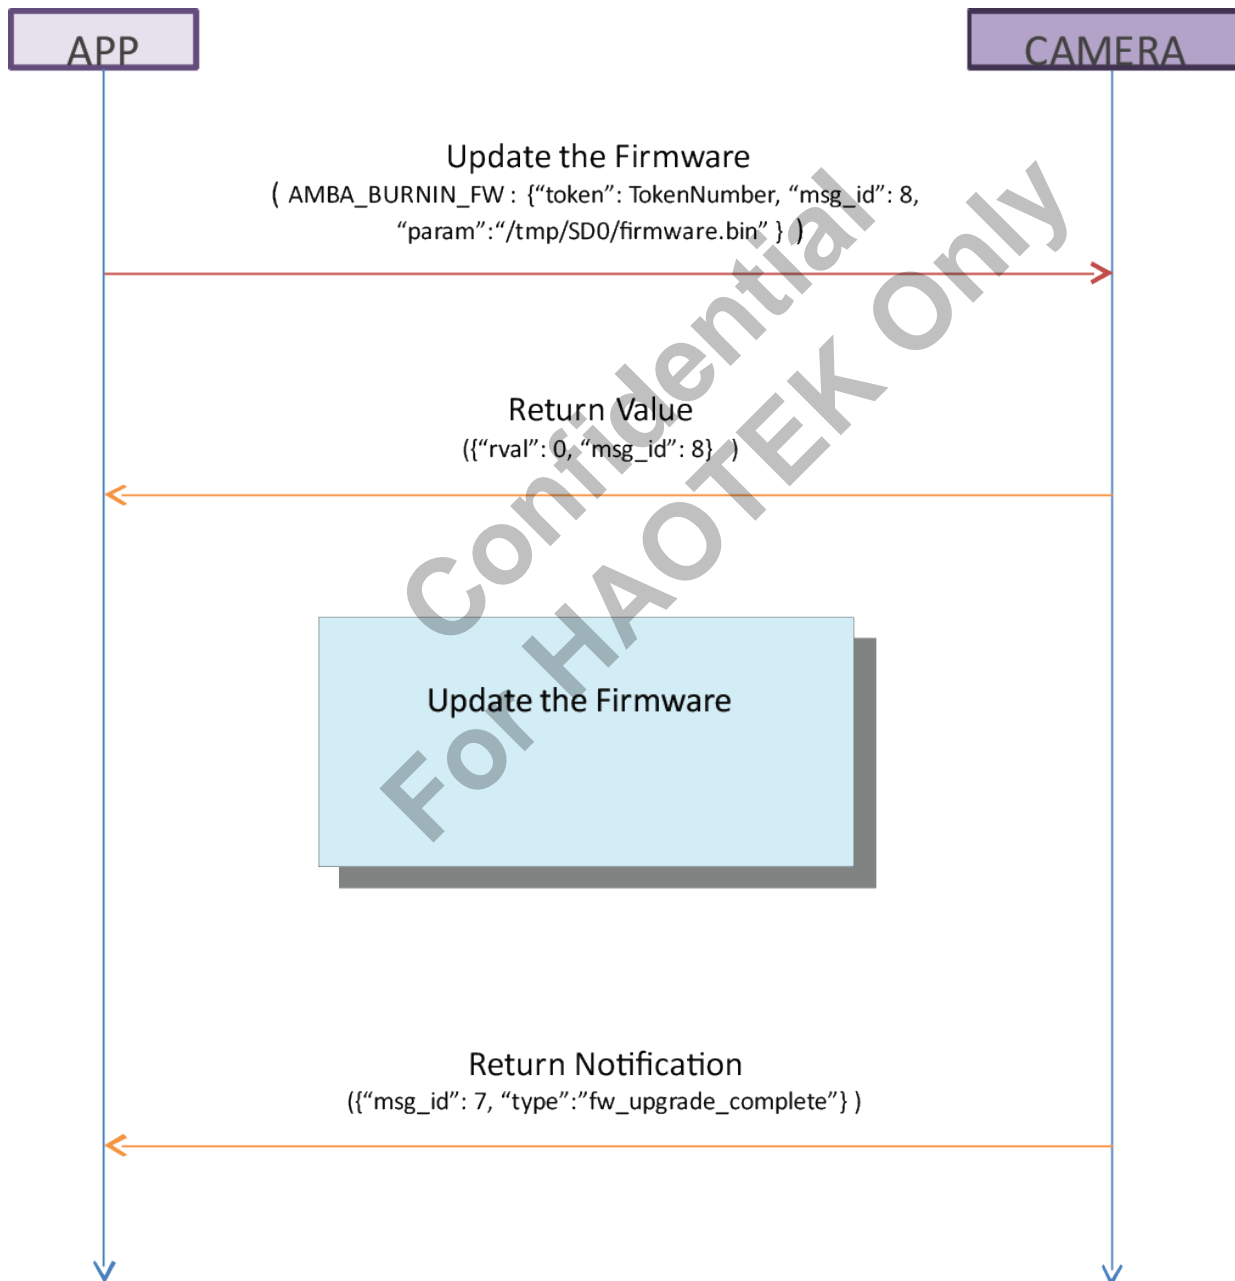 APP
CAMERA
Update the Firmware
( AMBA_BURNIN_FW : {“token”: TokenNumber, “msg_id”: 8,
“param”:“/tmp/SD0/firmware.bin” } )
Return Value
({“rval”: 0, “msg_id”: 8} )
Confidential
For HAOTEK Only
Update the Firmware
Return Notification
({“msg_id”: 7, “type”:”fw_upgrade_complete”} )